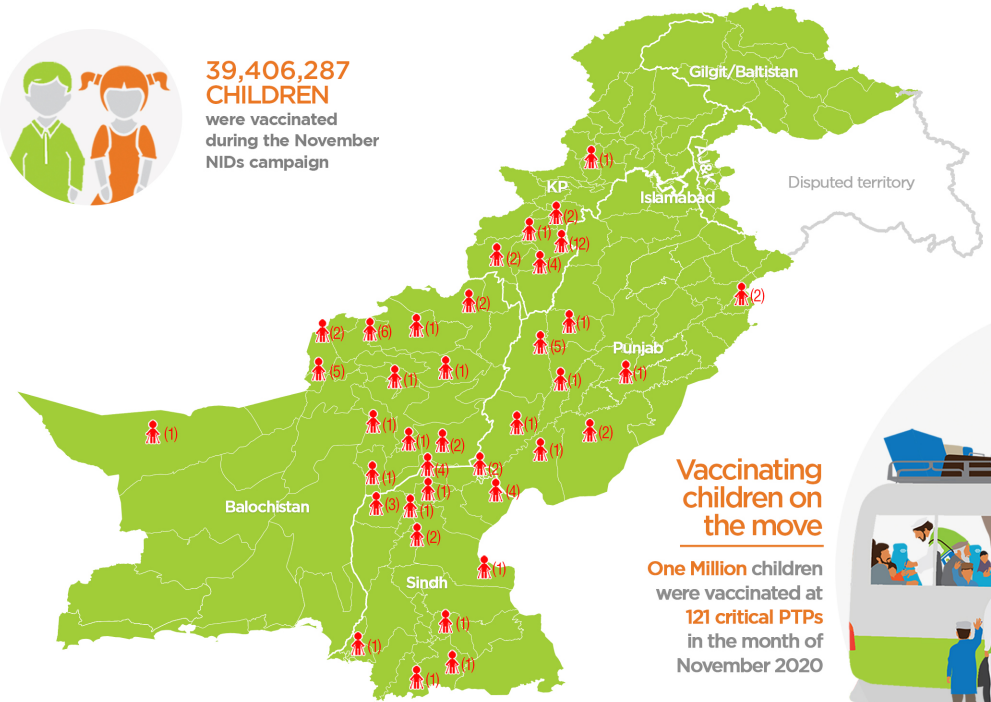 39,406,287
CHILDREN
were vaccinated
during the November
NIDs campaign
Gilgit/Baltistan
(1)
AJ&K
Disputed territory
KP
Islamabad
(2)
(1)
(12)
(2)
(4)
(2)
(2)
(2)
(6)
(1)
(1)
(5)
Punjab
(5)
(1)
(1)
(1)
(1)
(1)
(1)
(2)
(1)
(1)
(2)
(1)
(4)
(2)
(1)
(1)
(4)
(3)
(1)
Balochistan
(2)
(1)
Sindh
(1)
(1)
(1)
(1)
Vaccinating
children on
the move
One Million children
were vaccinated at
121 critical PTPs
in the month of
November 2020